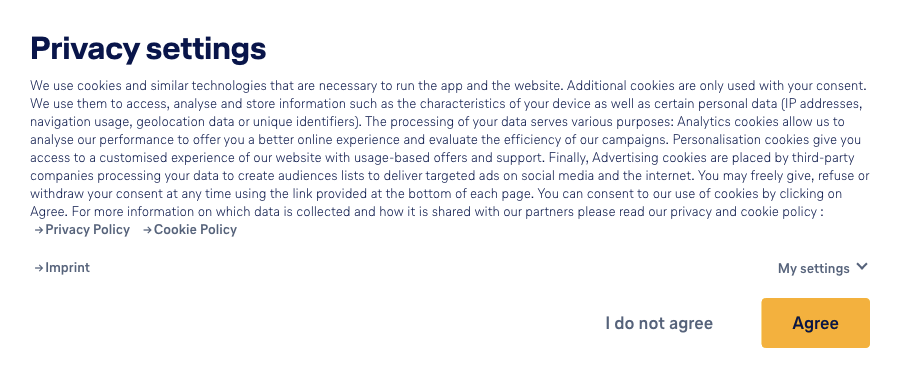 Privacy settings
We use cookies and similar technologies that are necessary to run the app and the website. Additional cookies are only used with your consent.
We use them to access, analyse and store information such as the characteristics of your device as well as certain personal data (IP addresses,
navigation usage, geolocation data or unique identifiers). The processing of your data serves various purposes: Analytics cookies allow us to
analyse our performance to offer you a better online experience and evaluate the efficiency of our campaigns. Personalisation cookies give you
access to a customised experience of our website with usage-based offers and support. Finally, Advertising cookies are placed by third-party
companies processing your data to create audiences lists to deliver targeted ads on social media and the internet. You may freely give, refuse or
withdraw your consent at any time using the link provided at the bottom of each page. You can consent to our use of cookies by clicking on
Agree. For more information on which data is collected and how it is shared with our partners please read our privacy and cookie policy :
→Privacy Policy →Cookie Policy
→Imprint
My settings
I do not agree
Agree